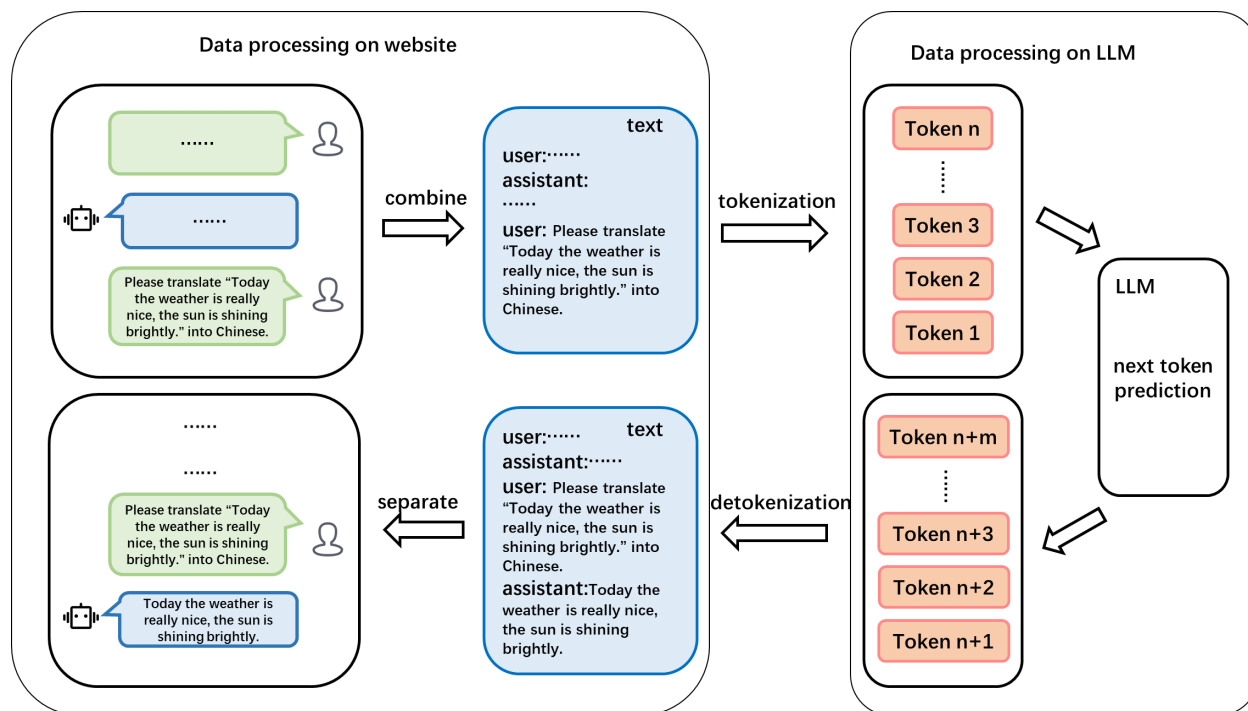 Data processing on website
……
……
Please translate “Today
the weather is really
nice, the sun is shining
brightly.” into Chinese.
combine
text
user:……
assistant:
……
user: Please translate
“Today the weather is
really nice, the sun is
shining brightly.” into
Chinese.
tokenization
Data processing on LLM
Token n
……
Token 3
Token 2
Token 1
LLM
next token
prediction
Token n+m
……
Token n+3
Token n+2
Token n+1
detokenization
text
user:……
assistant:……
user: Please translate
“Today the weather is
really nice, the sun is
shining brightly.” into
Chinese.
assistant:Today the
weather is really nice,
the sun is shining
brightly.
separate
……
……
Please translate “Today
the weather is really
nice, the sun is shining
brightly.” into Chinese.
Today the weather is
really nice, the sun is
shining brightly.